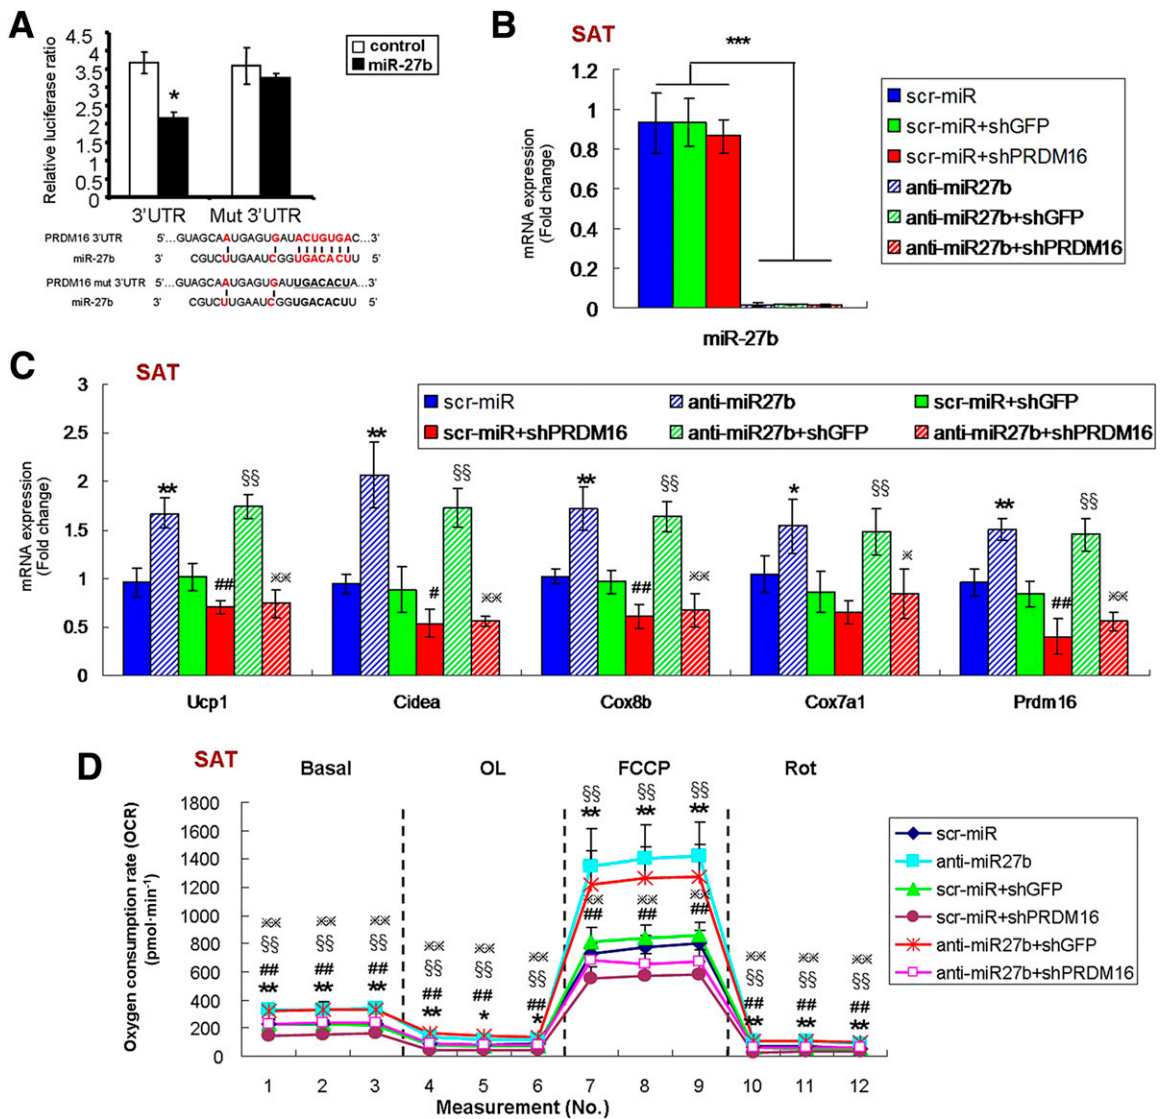 A
Relative luciferase ratio
4.5
4
3.5
3
2.5
2
1.5
1
0.5
0
*
control
miR-27b
3'UTR Mut 3'UTR
PRDM16 3'UTR 5'...GUAGCAAUGAGUGAUACUGUGAC...3'
miR-27b 3' CGUCUUGAAUCGGUGACACUU 5'
PRDM16 mut 3'UTR 5'...GUAGCAAUGAGUGAUUGACACUA...3'
miR-27b 3' CGUCUUGAAUCGGUGACACUU 5'
B
SAT
***
mRNA expression
(Fold change)
1.2
1
0.8
0.6
0.4
0.2
0
miR-27b
scr-miR
scr-miR+shGFP
scr-miR+shPRDM16
anti-miR27b
anti-miR27b+shGFP
anti-miR27b+shPRDM16
C
SAT
mRNA expression
(Fold change)
3
2.5
2
1.5
1
0.5
0
scr-miR anti-miR27b scr-miR+shGFP
scr-miR+shPRDM16 anti-miR27b+shGFP anti-miR27b+shPRDM16
** ## §§ ※※
** # §§ ※※
** ## §§ ※※
* §§ ※
** ## §§ ※※
Ucp1 Cidea Cox8b Cox7a1 Prdm16
D
SAT
Basal OL FCCP Rot
Oxygen consumption rate (OCR)
(pmol·min⁻¹)
1800
1600
1400
1200
1000
800
600
400
200
0
§§ §§ §§
** ** **
※※ ※※ ※※
## ## ##
※※ ※※ ※※ ※※ ※※ ※※ ※※ ※※ ※※
§§ §§ §§ §§ §§ §§ §§ §§ §§
## ## ## ## ## ## ## ## ##
** ** ** ** * * ** ** **
1 2 3 4 5 6 7 8 9 10 11 12
Measurement (No.)
scr-miR
anti-miR27b
scr-miR+shGFP
scr-miR+shPRDM16
anti-miR27b+shGFP
anti-miR27b+shPRDM16